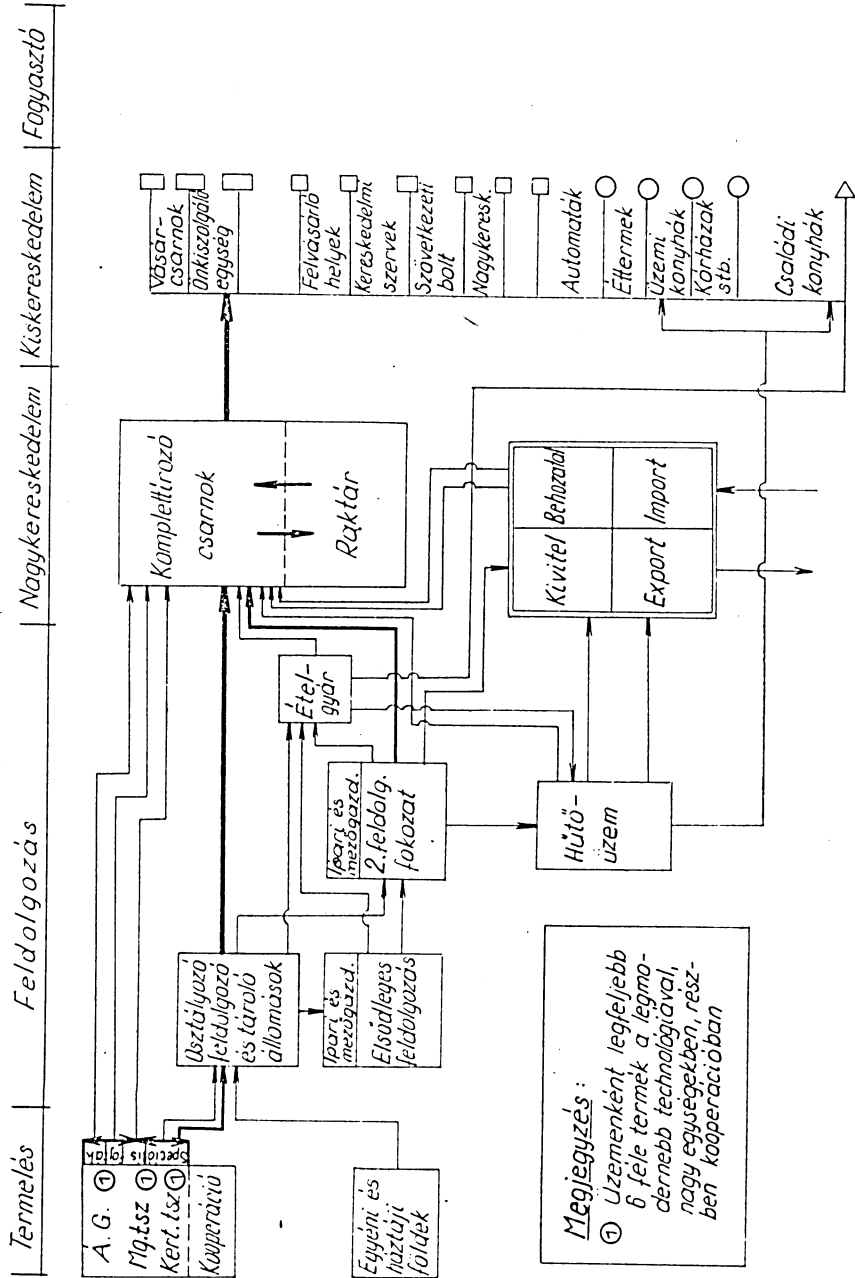 Termelés
Feldolgozás
Nagykereskedelem
Kiskereskedelem
Fogyasztó
Á.G. ①
Mg.tsz ①
Kert.tsz ①
Speciális
fajták
Kooperáció
Egyéni és
háztáji
földek
Osztályozó
feldolgozó
és tároló
állomások
Ipari és
mezőgazd.
Elsődleges
feldolgozás
Ipari és
mezőgazd.
2. feldolg.
fokozat
Étel-
gyár
Hűtő-
üzem
Komplettírozó
csarnok
Raktár
Kivitel
Behozatal
Export
Import
Vásár-
csarnok
Önkiszolgáló
egység
Felvásárló
helyek
Kereskedelmi
szervek
Szövetkezeti
bolt
Nagykeresk.
Automaták
Éttermek
Üzemi
konyhák
Kórházak
stb.
Családi
konyhák
Megjegyzés:
① Üzemenként legfeljebb
6 féle termék a legmo-
dernebb technológiával,
nagy egységekben, rész-
ben kooperációban